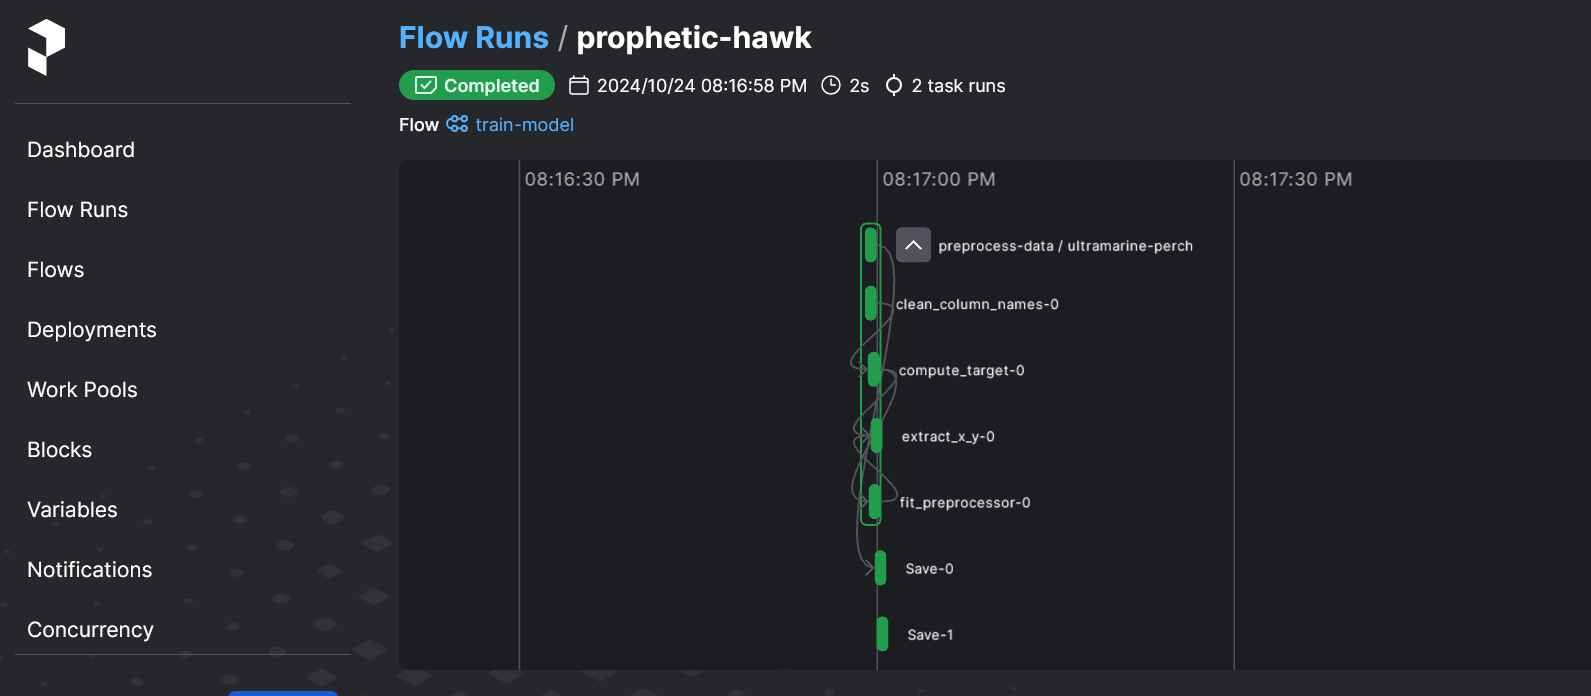 Flow Runs / prophetic-hawk
Completed 2024/10/24 08:16:58 PM 2s 2 task runs
Flow train-model
Dashboard
Flow Runs
Flows
Deployments
Work Pools
Blocks
Variables
Notifications
Concurrency
08:16:30 PM 08:17:00 PM 08:17:30 PM
preprocess-data / ultramarine-perch
clean_column_names-0
compute_target-0
extract_x_y-0
fit_preprocessor-0
Save-0
Save-1